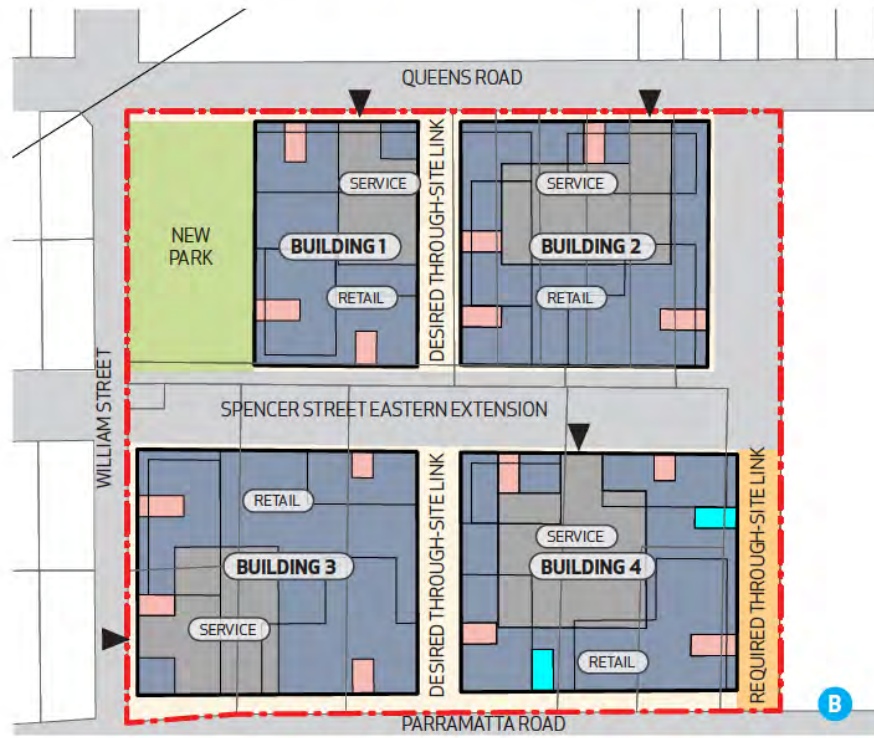 QUEENS ROAD
SERVICE
DESIRED THROUGH-SITE LINK
SERVICE
NEW
PARK
BUILDING 1
BUILDING 2
RETAIL
RETAIL
WILLIAM STREET
SPENCER STREET EASTERN EXTENSION
RETAIL
DESIRED THROUGH-SITE LINK
SERVICE
REQUIRED THROUGH-SITE LINK
BUILDING 3
BUILDING 4
SERVICE
RETAIL
B
PARRAMATTA ROAD